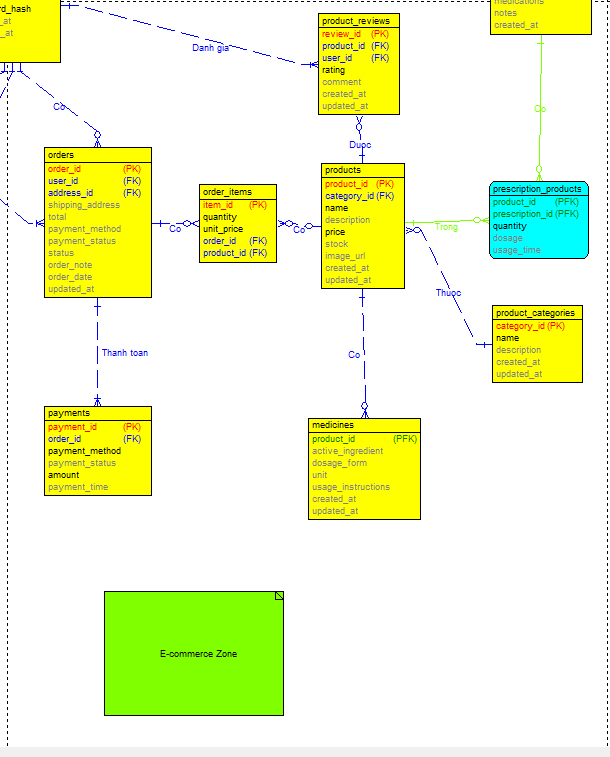 rd_hash
_at
_at
Danh gia
Co
product_reviews
review_id (PK)
product_id (FK)
user_id (FK)
rating
comment
created_at
updated_at
medications
notes
created_at
Co
Duoc
orders
order_id (PK)
user_id (FK)
address_id (FK)
shipping_address
total
payment_method
payment_status
status
order_note
order_date
updated_at
Co
order_items
item_id (PK)
quantity
unit_price
order_id (FK)
product_id (FK)
Co
products
product_id (PK)
category_id (FK)
name
description
price
stock
image_url
created_at
updated_at
Trong
prescription_products
product_id (PFK)
prescription_id (PFK)
quantity
dosage
usage_time
Thuoc
product_categories
category_id (PK)
name
description
created_at
updated_at
Thanh toan
Co
payments
payment_id (PK)
order_id (FK)
payment_method
payment_status
amount
payment_time
medicines
product_id (PFK)
active_ingredient
dosage_form
unit
usage_instructions
created_at
updated_at
E-commerce Zone